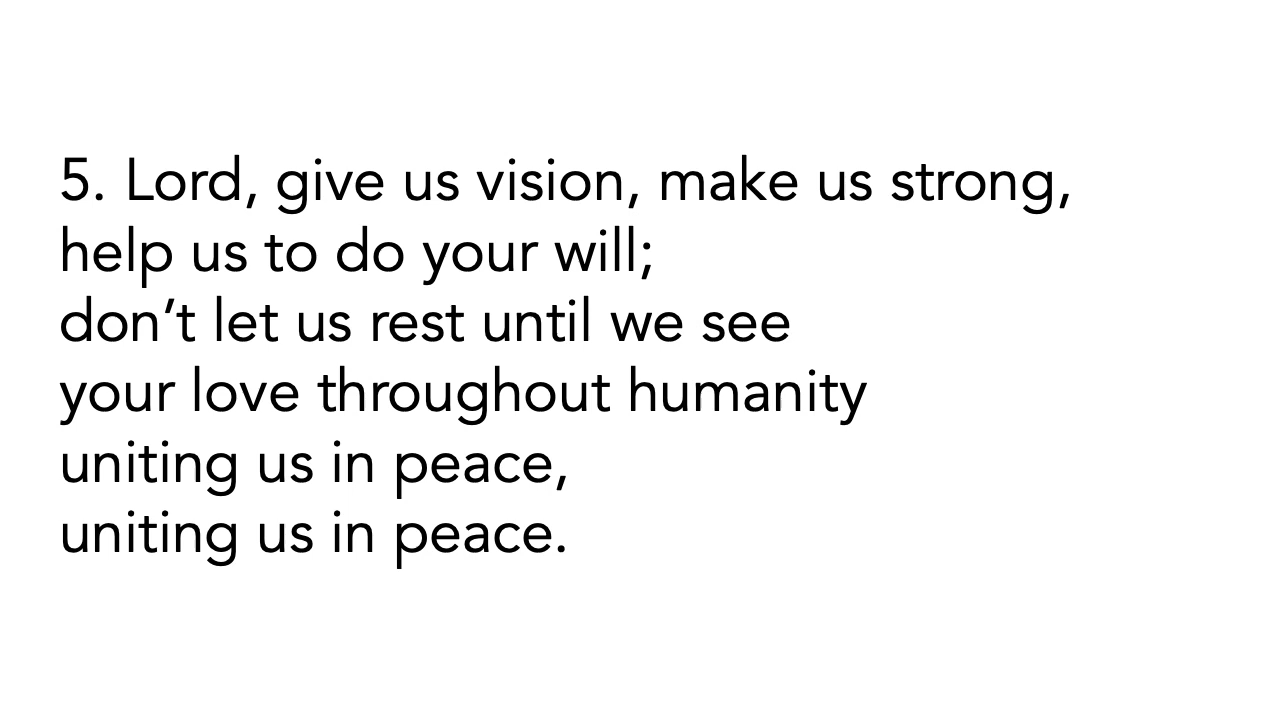 5. Lord, give us vision, make us strong,
help us to do your will;
don’t let us rest until we see
your love throughout humanity
uniting us in peace,
uniting us in peace.